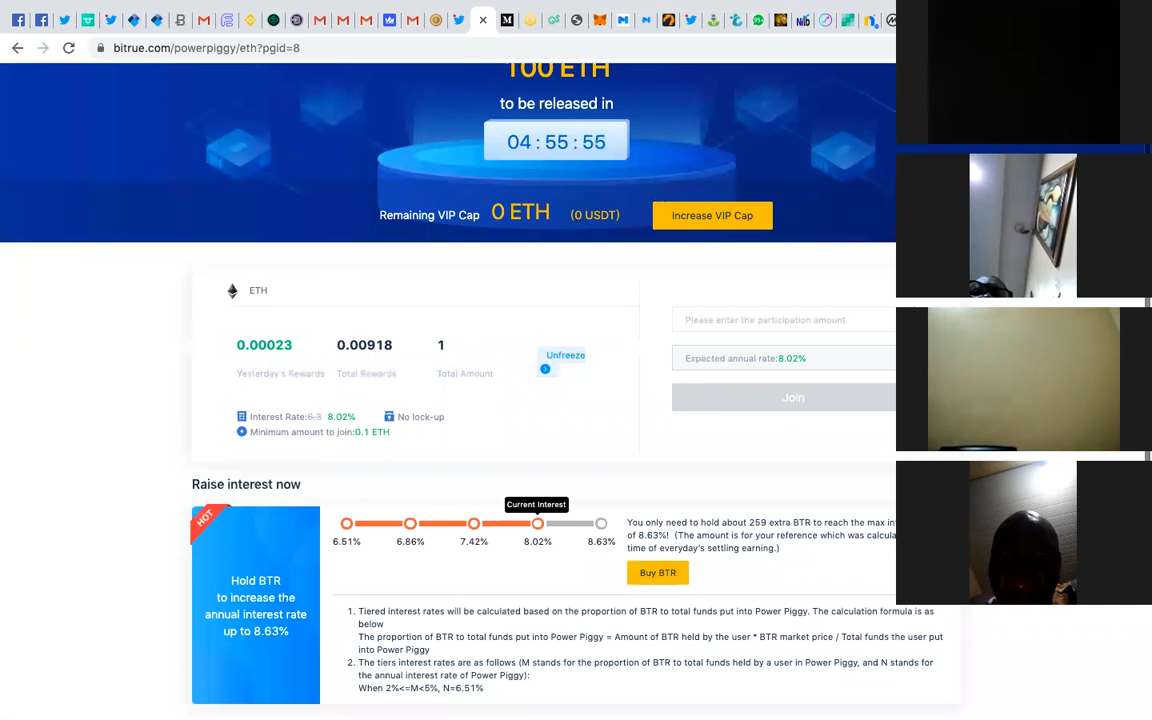 bitrue.com/powerpiggy/eth?pgid=8
100 ETH
to be released in
04 : 55 : 55
Remaining VIP Cap 0 ETH (0 USDT) Increase VIP Cap
ETH
Please enter the participation amount
0.00023 0.00918 1 Unfreeze
Expected annual rate:8.02%
Yesterday's Rewards Total Rewards Total Amount
Join
Interest Rate:6.3 8.02% No lock-up
Minimum amount to join:0.1 ETH
Raise interest now
HOT
Current Interest
6.51% 6.86% 7.42% 8.02% 8.63%
You only need to hold about 259 extra BTR to reach the max in
of 8.63%! (The amount is for your reference which was calcula
time of everyday's settling earning.)
Buy BTR
Hold BTR
to increase the
annual interest rate
up to 8.63%
1. Tiered interest rates will be calculated based on the proportion of BTR to total funds put into Power Piggy. The calculation formula is as
below
The proportion of BTR to total funds put into Power Piggy = Amount of BTR held by the user * BTR market price / Total funds the user put
into Power Piggy
2. The tiers interest rates are as follows (M stands for the proportion of BTR to total funds held by a user in Power Piggy, and N stands for
the annual interest rate of Power Piggy):
When 2%<=M<5%, N=6.51%